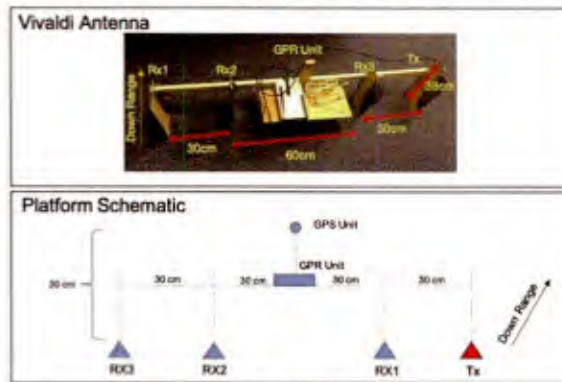 Vivaldi Antenna
GPR Unit
Tx
Rx1
Rx2
Rx3
Down Range
38cm
30cm
30cm
60cm
Platform Schematic
GPS Unit
GPR Unit
30 cm
30 cm
30 cm
30 cm
30 cm
Down Range
RX3
RX2
RX1
Tx